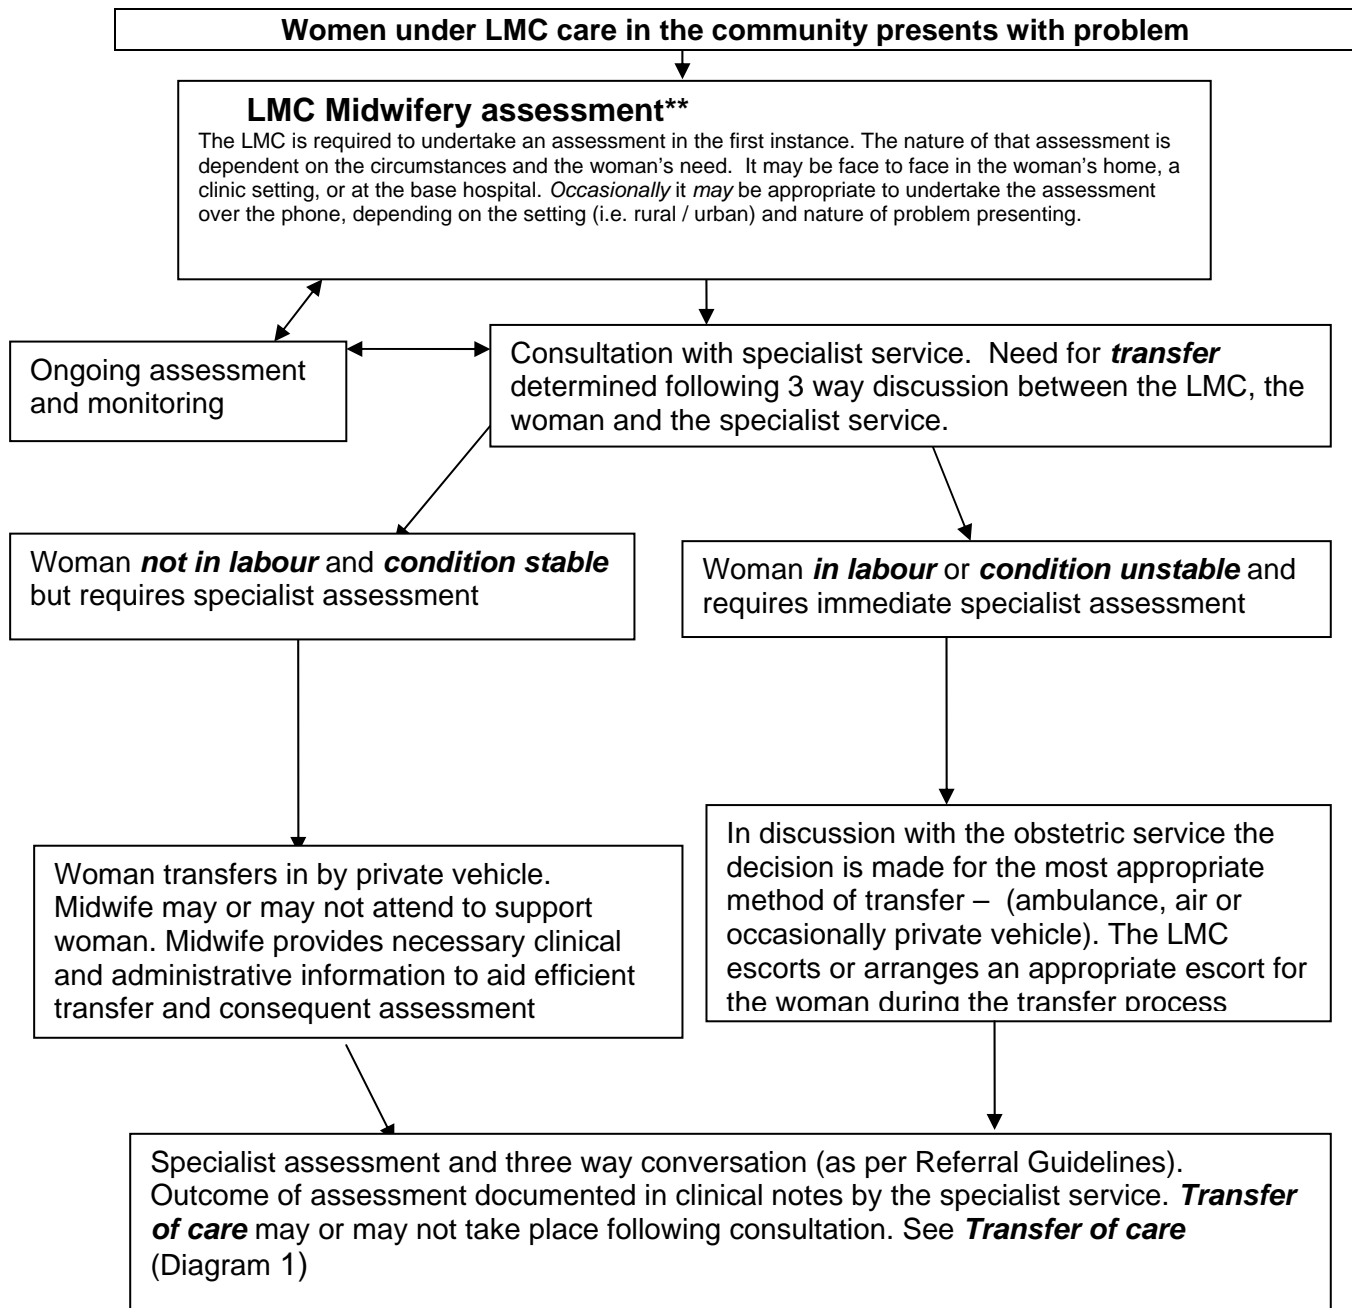 Women under LMC care in the community presents with problem
LMC Midwifery assessment**
The LMC is required to undertake an assessment in the first instance. The nature of that assessment is
dependent on the circumstances and the woman's need.  It may be face to face in the woman's home, a
clinic setting, or at the base hospital. Occasionally it may be appropriate to undertake the assessment
over the phone, depending on the setting (i.e. rural / urban) and nature of problem presenting.
Ongoing assessment
and monitoring
Consultation with specialist service.  Need for transfer
determined following 3 way discussion between the LMC, the
woman and the specialist service.
Woman not in labour and condition stable
but requires specialist assessment
Woman in labour or condition unstable and
requires immediate specialist assessment
Woman transfers in by private vehicle.
Midwife may or may not attend to support
woman. Midwife provides necessary clinical
and administrative information to aid efficient
transfer and consequent assessment
In discussion with the obstetric service the
decision is made for the most appropriate
method of transfer –  (ambulance, air or
occasionally private vehicle). The LMC
escorts or arranges an appropriate escort for
the woman during the transfer process
Specialist assessment and three way conversation (as per Referral Guidelines).
Outcome of assessment documented in clinical notes by the specialist service. Transfer
of care may or may not take place following consultation. See Transfer of care
(Diagram 1)